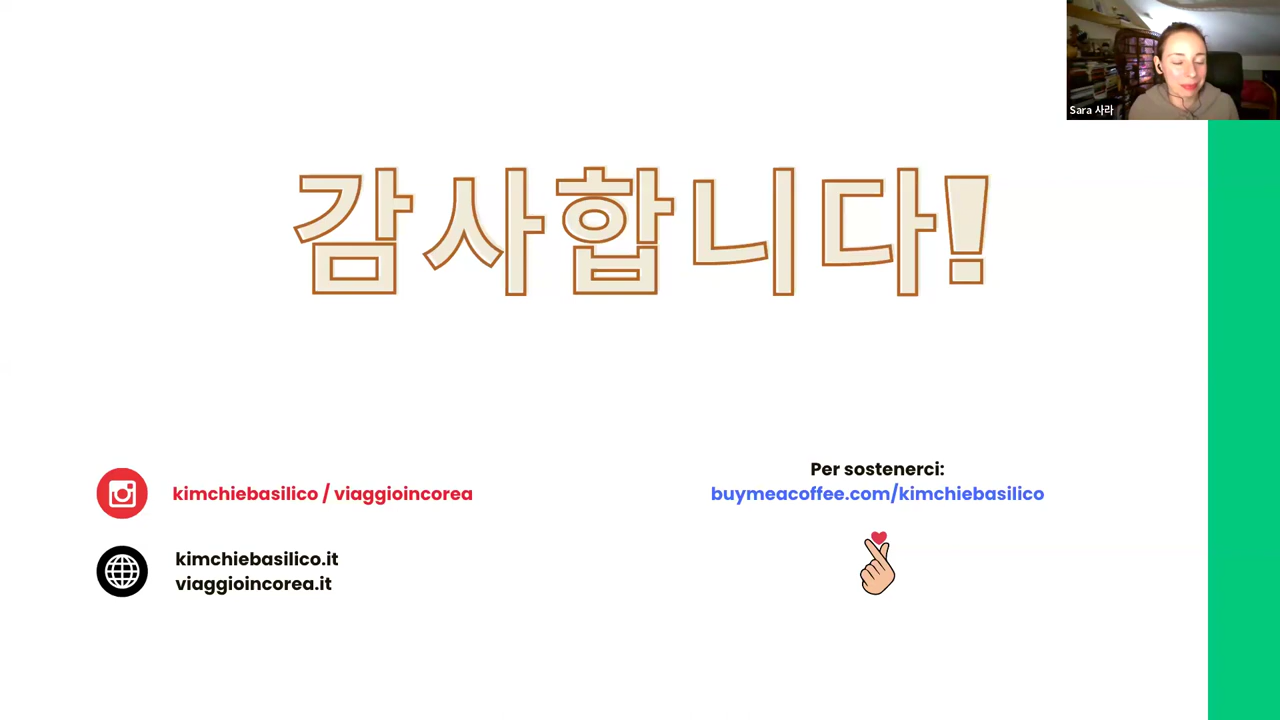 Sara 사라
감사합니다!
kimchiebasilico / viaggioincorea
kimchiebasilico.it
viaggioincorea.it
Per sostenerci:
buymeacoffee.com/kimchiebasilico